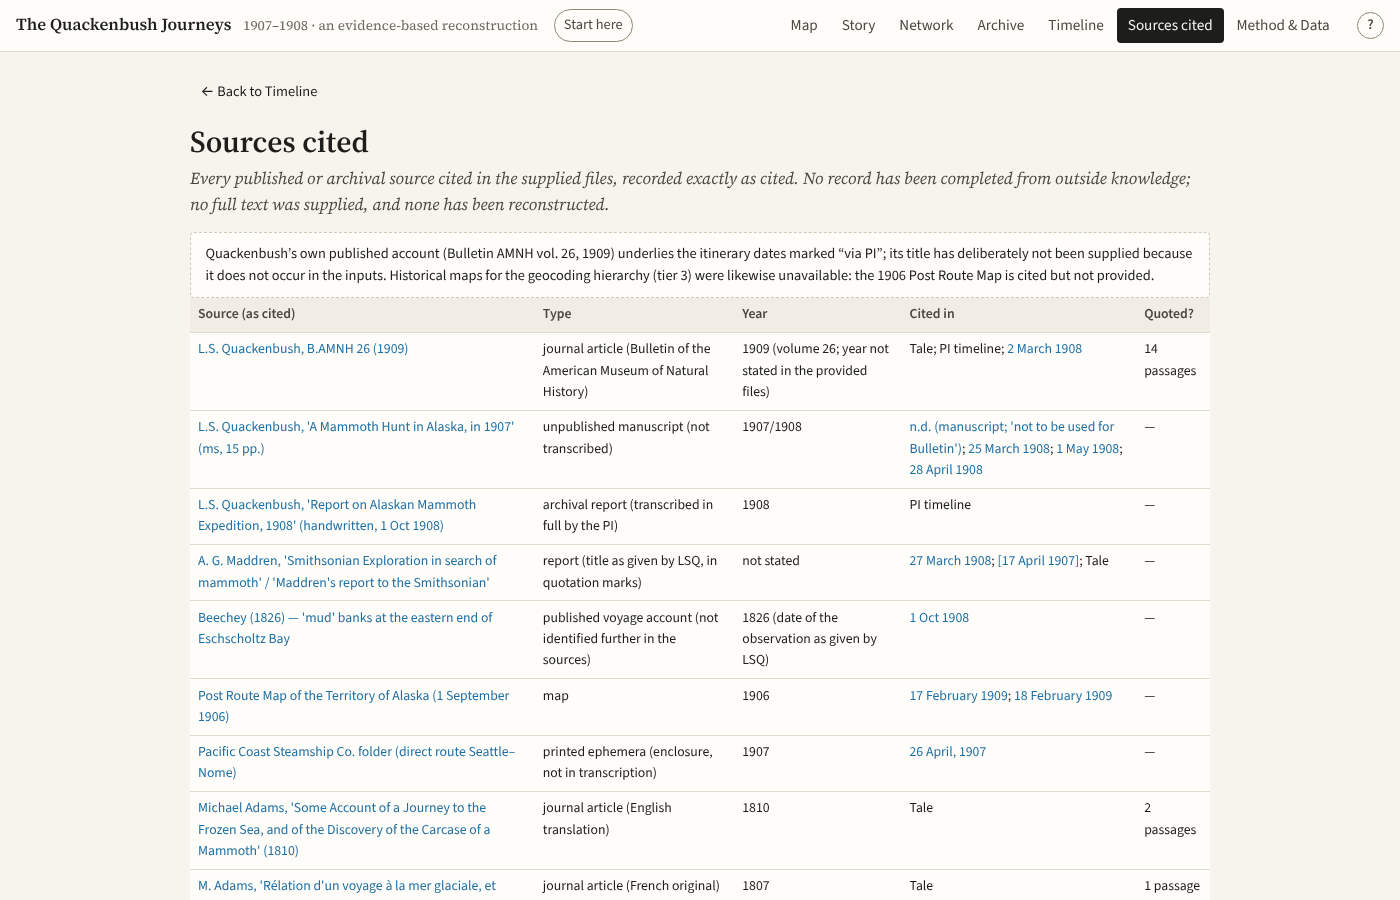 The Quackenbush Journeys 1907–1908 · an evidence-based reconstruction Start here Map Story Network Archive Timeline Sources cited Method & Data ?
← Back to Timeline
Sources cited
Every published or archival source cited in the supplied files, recorded exactly as cited. No record has been completed from outside knowledge;
no full text was supplied, and none has been reconstructed.
Quackenbush’s own published account (Bulletin AMNH vol. 26, 1909) underlies the itinerary dates marked “via PI”; its title has deliberately not been supplied because
it does not occur in the inputs. Historical maps for the geocoding hierarchy (tier 3) were likewise unavailable: the 1906 Post Route Map is cited but not provided.
Source (as cited) Type Year Cited in Quoted?
L.S. Quackenbush, B.AMNH 26 (1909) journal article (Bulletin of the 1909 (volume 26; year not Tale; PI timeline; 2 March 1908 14
American Museum of Natural stated in the provided passages
History) files)
L.S. Quackenbush, 'A Mammoth Hunt in Alaska, in 1907' unpublished manuscript (not 1907/1908 n.d. (manuscript; 'not to be used for —
(ms, 15 pp.) transcribed) Bulletin'); 25 March 1908; 1 May 1908;
28 April 1908
L.S. Quackenbush, 'Report on Alaskan Mammoth archival report (transcribed in 1908 PI timeline —
Expedition, 1908' (handwritten, 1 Oct 1908) full by the PI)
A. G. Maddren, 'Smithsonian Exploration in search of report (title as given by LSQ, in not stated 27 March 1908; [17 April 1907]; Tale —
mammoth' / 'Maddren's report to the Smithsonian' quotation marks)
Beechey (1826) — 'mud' banks at the eastern end of published voyage account (not 1826 (date of the 1 Oct 1908 —
Eschscholtz Bay identified further in the observation as given by
sources) LSQ)
Post Route Map of the Territory of Alaska (1 September map 1906 17 February 1909; 18 February 1909 —
1906)
Pacific Coast Steamship Co. folder (direct route Seattle– printed ephemera (enclosure, 1907 26 April, 1907 —
Nome) not in transcription)
Michael Adams, 'Some Account of a Journey to the journal article (English 1810 Tale 2
Frozen Sea, and of the Discovery of the Carcase of a translation) passages
Mammoth' (1810)
M. Adams, 'Rélation d'un voyage à la mer glaciale, et journal article (French original) 1807 Tale 1 passage